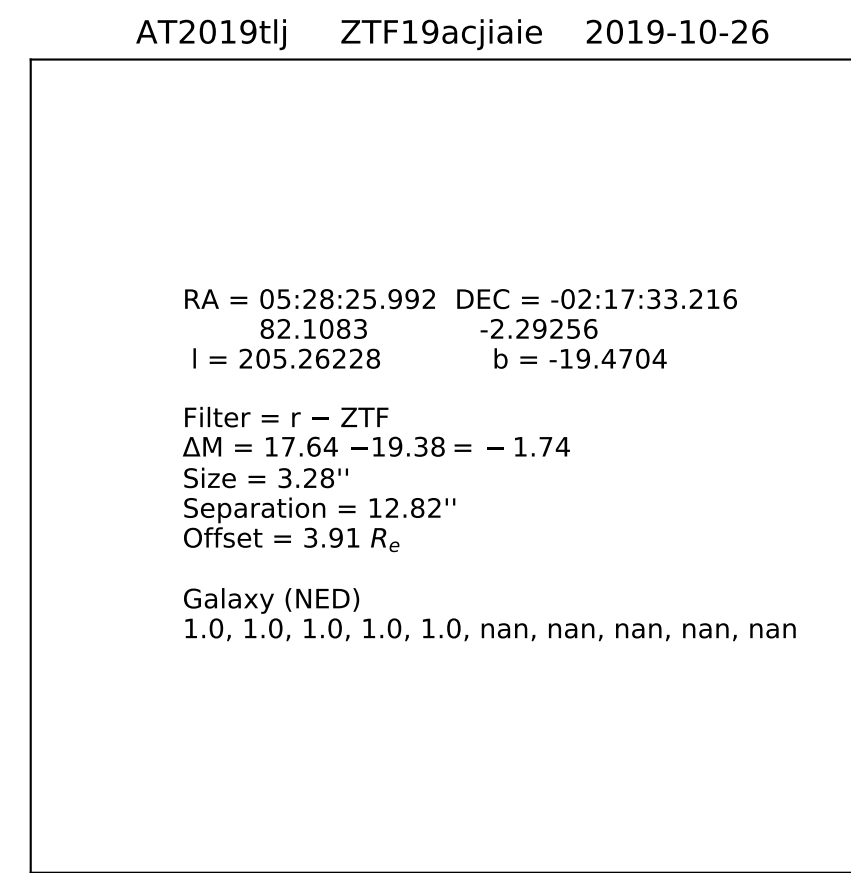 AT2019tlj ZTF19acjiaie 2019-10-26
RA = 05:28:25.992 DEC = -02:17:33.216
82.1083 -2.29256
l = 205.26228 b = -19.4704
Filter = r − ZTF
ΔM = 17.64 −19.38 = − 1.74
Size = 3.28''
Separation = 12.82''
Offset = 3.91 Rₑ
Galaxy (NED)
1.0, 1.0, 1.0, 1.0, 1.0, nan, nan, nan, nan, nan